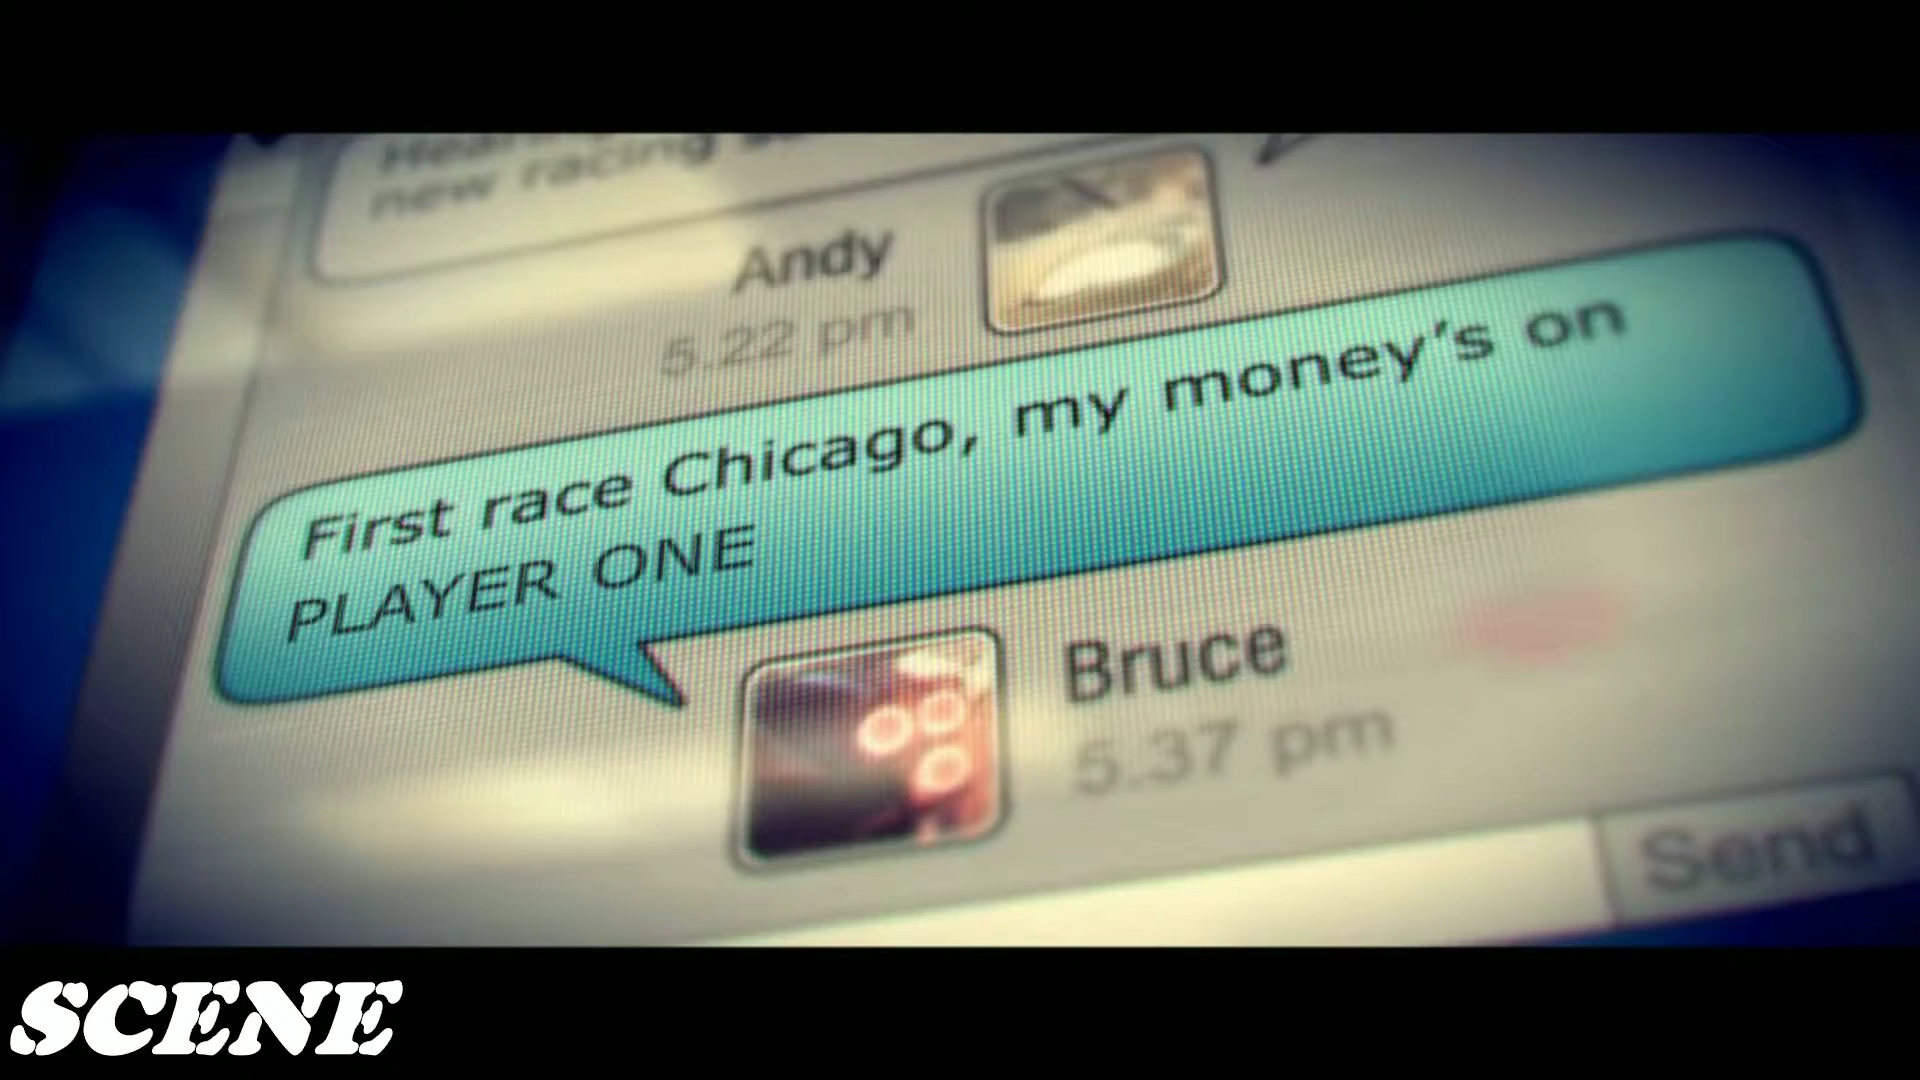 new racing
Andy
5.22 pm
First race Chicago, my money's on
PLAYER ONE
Bruce
5.37 pm
Send
SCENE